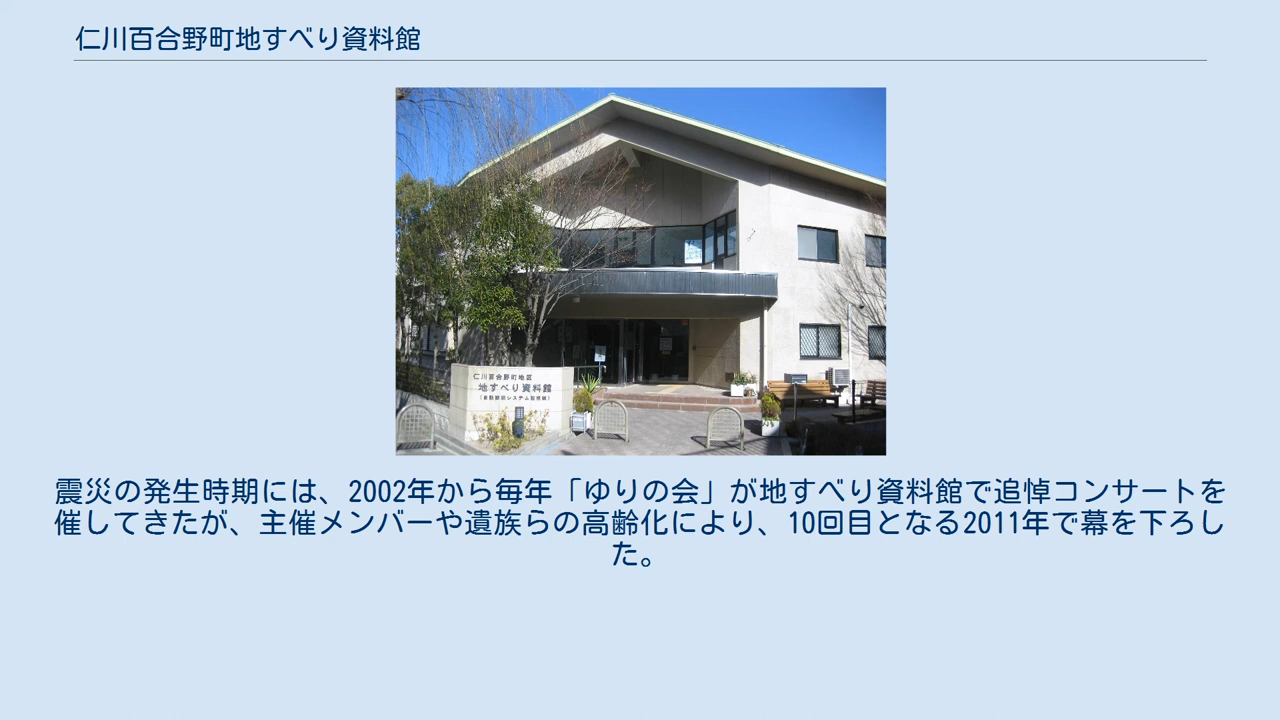 仁川百合野町地すべり資料館
仁川百合野町地区
地すべり資料館
震災の発生時期には、2002年から毎年「ゆりの会」が地すべり資料館で追悼コンサートを
催してきたが、主催メンバーや遺族らの高齢化により、10回目となる2011年で幕を下ろし
た。